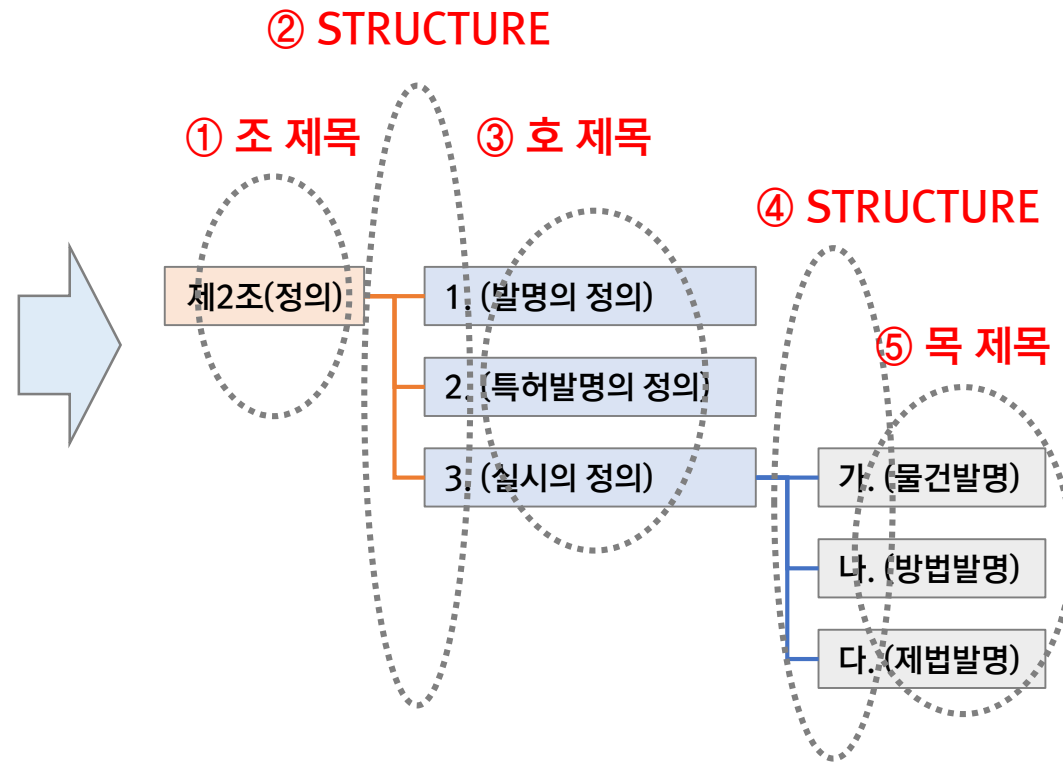 ② STRUCTURE
① 조 제목
③ 호 제목
④ STRUCTURE
제2조(정의)
1. (발명의 정의)
⑤ 목 제목
2. (특허발명의 정의)
3. (실시의 정의)
가. (물건발명)
나. (방법발명)
다. (제법발명)